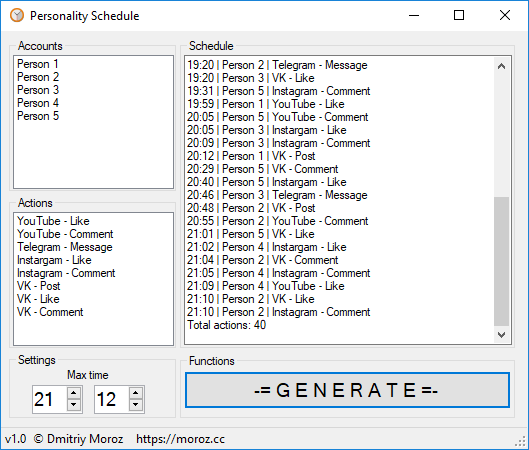 Personality Schedule
Accounts
Person 1
Person 2
Person 3
Person 4
Person 5
Actions
YouTube - Like
YouTube - Comment
Telegram - Message
Instargam - Like
Instagram - Comment
VK - Post
VK - Like
VK - Comment
Settings
Max time
21 12
Schedule
19:20 | Person 2 | Telegram - Message
19:20 | Person 3 | VK - Like
19:31 | Person 5 | Instagram - Comment
19:59 | Person 1 | YouTube - Like
20:05 | Person 5 | YouTube - Comment
20:05 | Person 3 | Instargam - Like
20:09 | Person 3 | Instagram - Comment
20:12 | Person 1 | VK - Post
20:29 | Person 5 | VK - Comment
20:40 | Person 5 | Instargam - Like
20:46 | Person 3 | Telegram - Message
20:48 | Person 2 | VK - Post
20:55 | Person 2 | YouTube - Comment
21:01 | Person 5 | VK - Like
21:02 | Person 4 | Instargam - Like
21:04 | Person 2 | VK - Comment
21:05 | Person 4 | Instagram - Comment
21:09 | Person 4 | YouTube - Like
21:10 | Person 2 | VK - Like
21:10 | Person 2 | Instagram - Comment
Total actions: 40
Functions
-= G E N E R A T E =-
v1.0 © Dmitriy Moroz https://moroz.cc